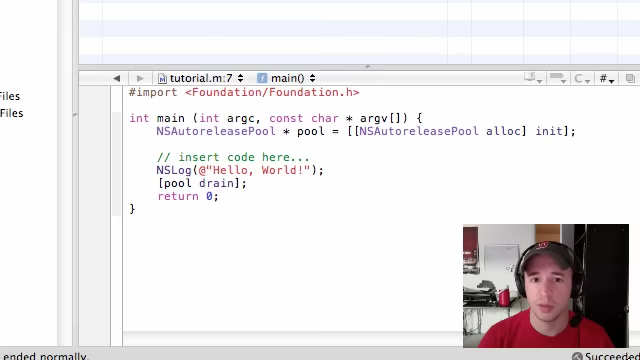 tutorial.m:7 main()
Files
Files
#import <Foundation/Foundation.h>
int main (int argc, const char * argv[]) {
NSAutoreleasePool * pool = [[NSAutoreleasePool alloc] init];
// insert code here...
NSLog(@"Hello, World!");
[pool drain];
return 0;
}
ended normally.
Succeeded